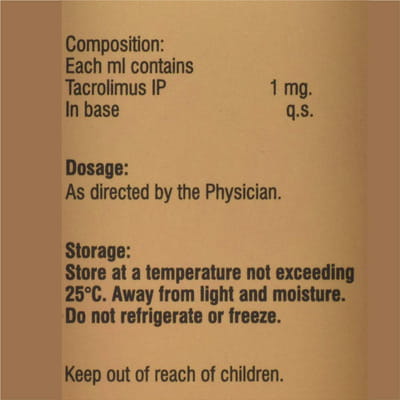 Composition:
Each ml contains
Tacrolimus IP 1 mg.
In base q.s.
Dosage:
As directed by the Physician.
Storage:
Store at a temperature not exceeding
25°C. Away from light and moisture.
Do not refrigerate or freeze.
Keep out of reach of children.